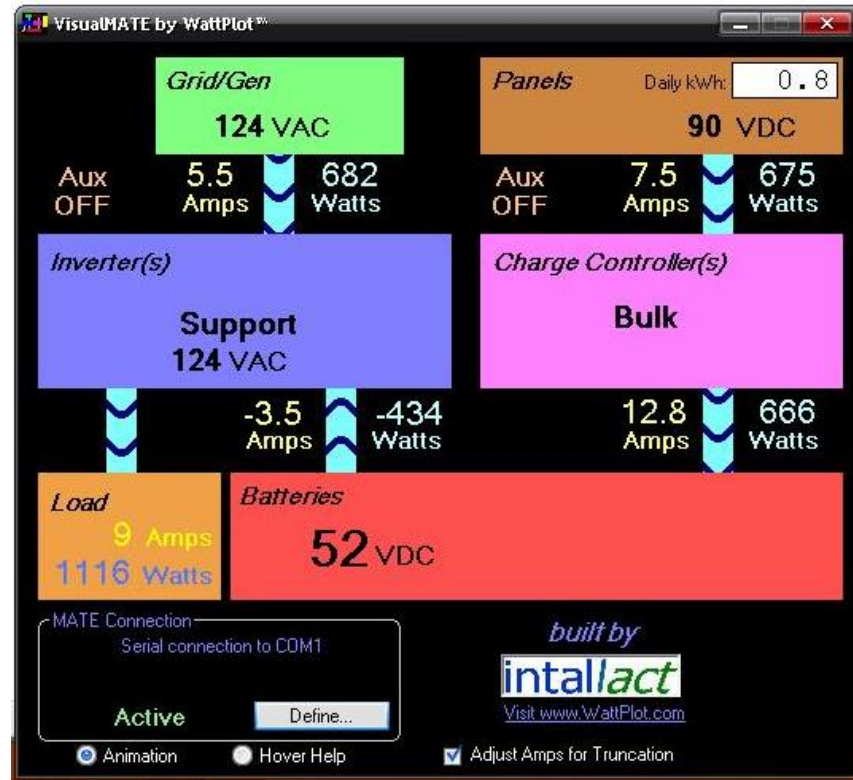 VisualMATE by WattPlot™
Grid/Gen
124 VAC
Panels Daily kWh: 0.8
90 VDC
Aux OFF
5.5 Amps
682 Watts
Aux OFF
7.5 Amps
675 Watts
Inverter(s)
Support
124 VAC
Charge Controller(s)
Bulk
-3.5 Amps
-434 Watts
12.8 Amps
666 Watts
Load
9 Amps
1116 Watts
Batteries
52 VDC
MATE Connection
Serial connection to COM1
Active
Define...
built by
intallact
Visit www.WattPlot.com
Animation
Hover Help
Adjust Amps for Truncation